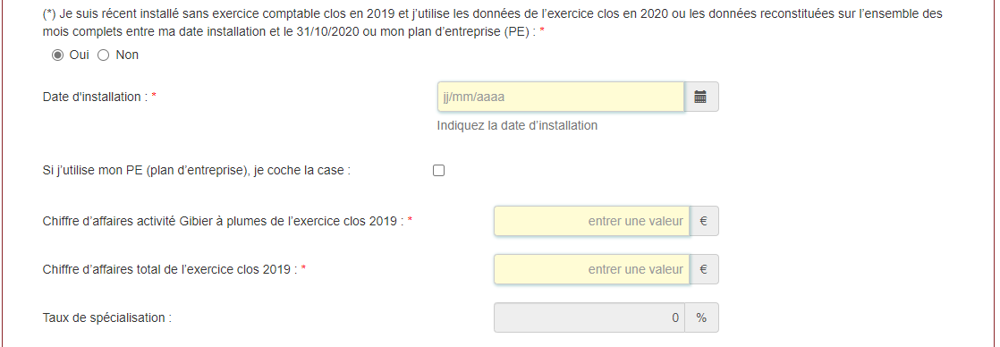 (*) Je suis récent installé sans exercice comptable clos en 2019 et j’utilise les données de l’exercice clos en 2020 ou les données reconstituées sur l’ensemble des
mois complets entre ma date installation et le 31/10/2020 ou mon plan d’entreprise (PE) : *
Oui Non
Date d'installation : * jj/mm/aaaa
Indiquez la date d’installation
Si j’utilise mon PE (plan d’entreprise), je coche la case :
Chiffre d’affaires activité Gibier à plumes de l’exercice clos 2019 : * entrer une valeur €
Chiffre d’affaires total de l’exercice clos 2019 : * entrer une valeur €
Taux de spécialisation : 0 %